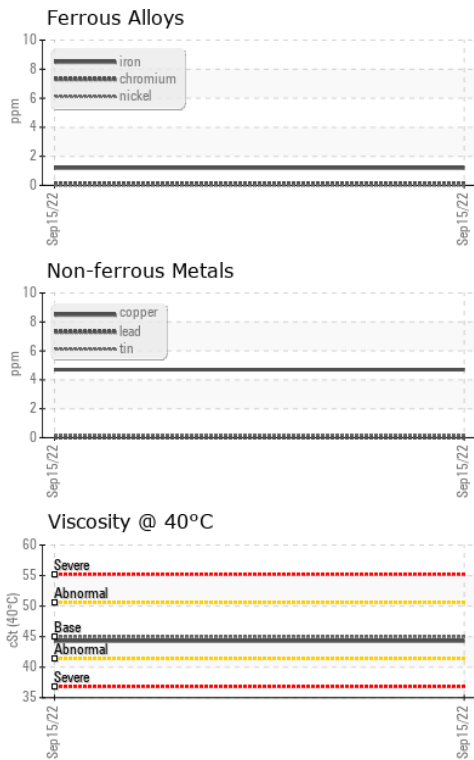 Ferrous Alloys
10
8
6
4
2
0
ppm
iron
chromium
nickel
Sep15/22
Sep15/22
Non-ferrous Metals
10
8
6
4
2
0
ppm
copper
lead
tin
Sep15/22
Sep15/22
Viscosity @ 40°C
60
55
50
45
40
35
cSt (40°C)
Severe
Abnormal
Base
Abnormal
Severe
Sep15/22
Sep15/22